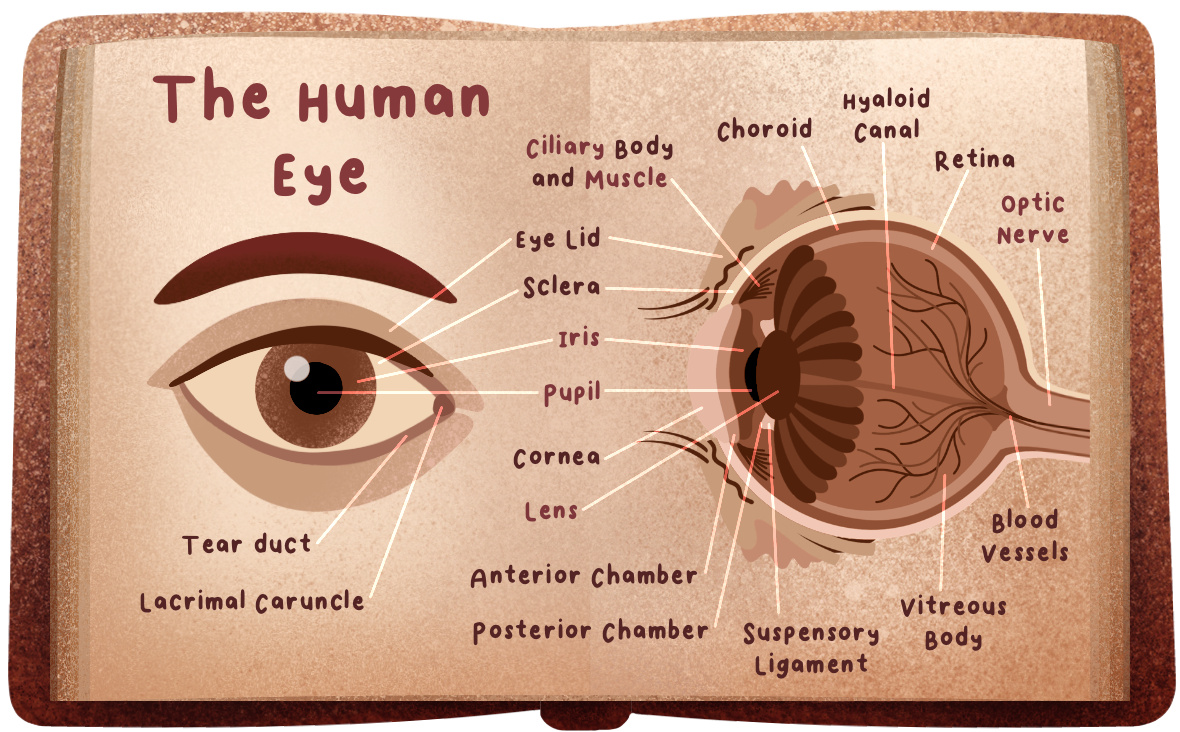 The Human
Eye
Ciliary Body
and Muscle
Choroid
Hyaloid
Canal
Retina
Optic
Nerve
Eye Lid
Sclera
Iris
Pupil
Cornea
Lens
Tear duct
Lacrimal Caruncle
Anterior Chamber
Posterior Chamber
Suspensory
Ligament
Vitreous
Body
Blood
Vessels